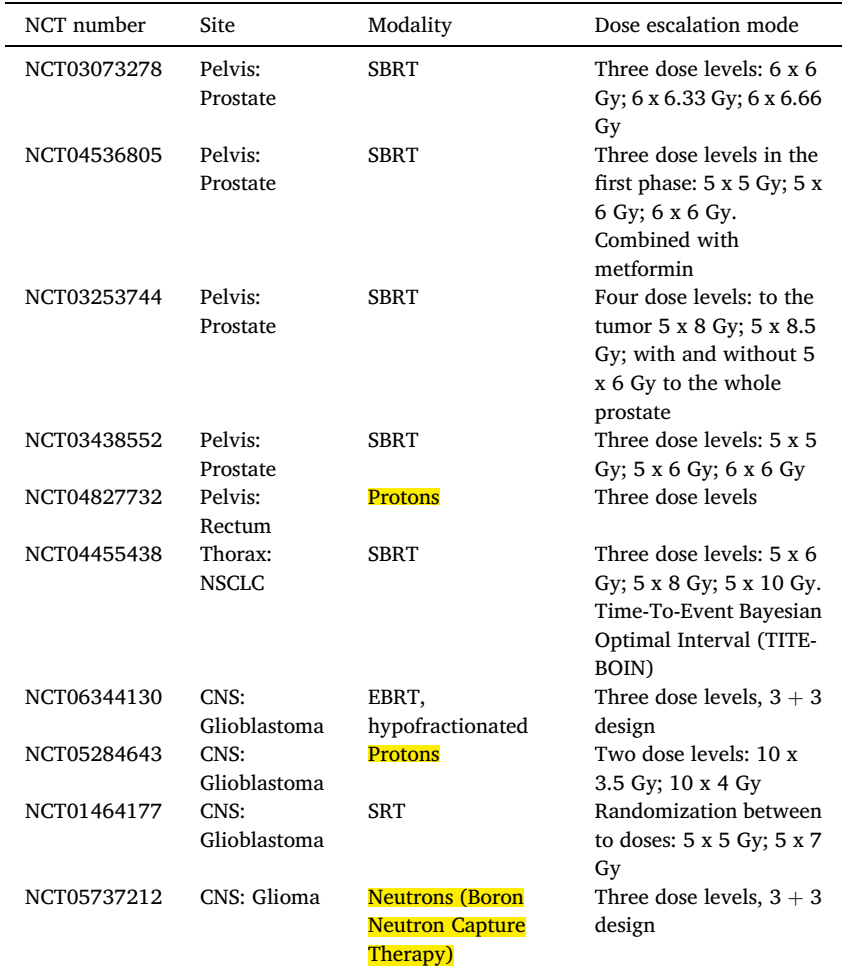 NCT number Site Modality Dose escalation mode
NCT03073278 Pelvis: SBRT Three dose levels: 6 x 6
Prostate Gy; 6 x 6.33 Gy; 6 x 6.66
Gy
NCT04536805 Pelvis: SBRT Three dose levels in the
Prostate first phase: 5 x 5 Gy; 5 x
6 Gy; 6 x 6 Gy.
Combined with
metformin
NCT03253744 Pelvis: SBRT Four dose levels: to the
Prostate tumor 5 x 8 Gy; 5 x 8.5
Gy; with and without 5
x 6 Gy to the whole
prostate
NCT03438552 Pelvis: SBRT Three dose levels: 5 x 5
Prostate Gy; 5 x 6 Gy; 6 x 6 Gy
NCT04827732 Pelvis: Protons Three dose levels
Rectum
NCT04455438 Thorax: SBRT Three dose levels: 5 x 6
NSCLC Gy; 5 x 8 Gy; 5 x 10 Gy.
Time-To-Event Bayesian
Optimal Interval (TITE-
BOIN)
NCT06344130 CNS: EBRT, Three dose levels, 3 + 3
Glioblastoma hypofractionated design
NCT05284643 CNS: Protons Two dose levels: 10 x
Glioblastoma 3.5 Gy; 10 x 4 Gy
NCT01464177 CNS: SRT Randomization between
Glioblastoma to doses: 5 x 5 Gy; 5 x 7
Gy
NCT05737212 CNS: Glioma Neutrons (Boron Three dose levels, 3 + 3
Neutron Capture design
Therapy)